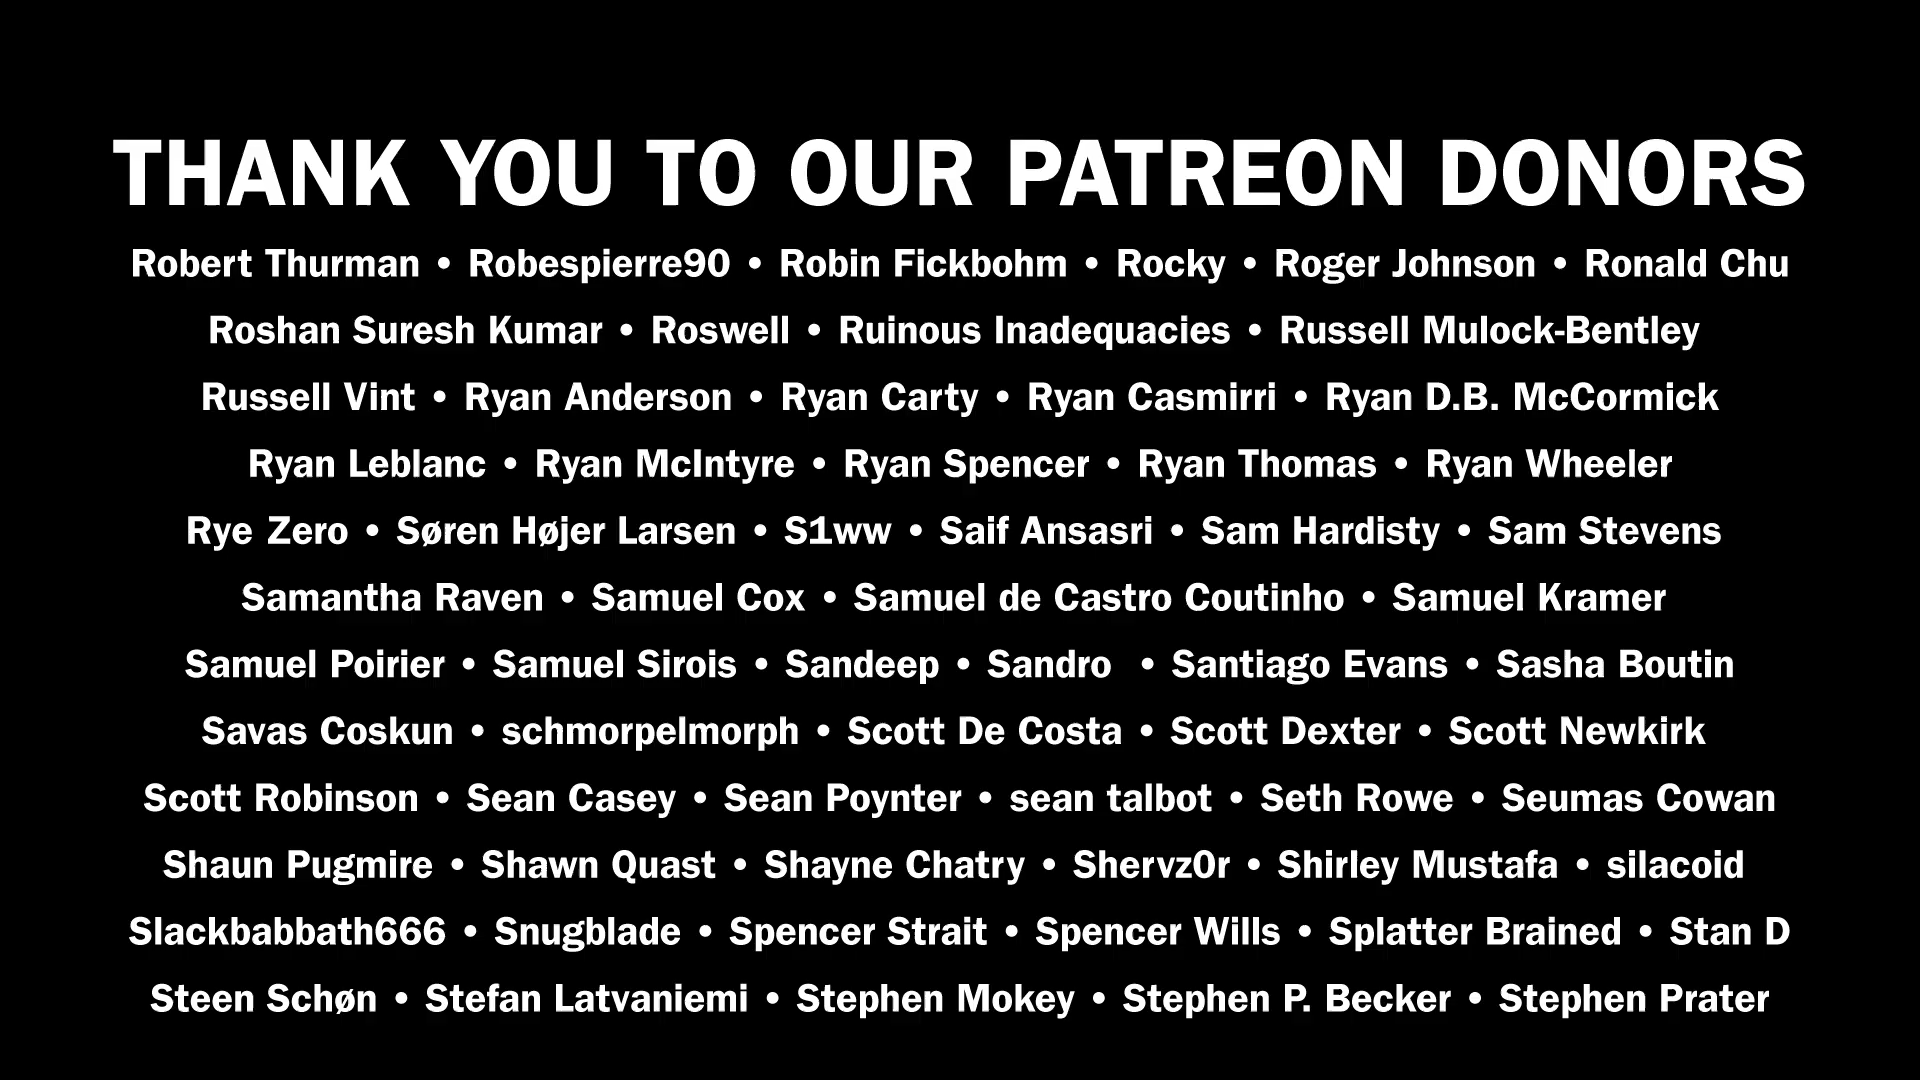 THANK YOU TO OUR PATREON DONORS
Robert Thurman • Robespierre90 • Robin Fickbohm • Rocky • Roger Johnson • Ronald Chu
Roshan Suresh Kumar • Roswell • Ruinous Inadequacies • Russell Mulock-Bentley
Russell Vint • Ryan Anderson • Ryan Carty • Ryan Casmirri • Ryan D.B. McCormick
Ryan Leblanc • Ryan McIntyre • Ryan Spencer • Ryan Thomas • Ryan Wheeler
Rye Zero • Søren Højer Larsen • S1ww • Saif Ansasri • Sam Hardisty • Sam Stevens
Samantha Raven • Samuel Cox • Samuel de Castro Coutinho • Samuel Kramer
Samuel Poirier • Samuel Sirois • Sandeep • Sandro • Santiago Evans • Sasha Boutin
Savas Coskun • schmorpelmorph • Scott De Costa • Scott Dexter • Scott Newkirk
Scott Robinson • Sean Casey • Sean Poynter • sean talbot • Seth Rowe • Seumas Cowan
Shaun Pugmire • Shawn Quast • Shayne Chatry • Shervz0r • Shirley Mustafa • silacoid
Slackbabbath666 • Snugblade • Spencer Strait • Spencer Wills • Splatter Brained • Stan D
Steen Schøn • Stefan Latvaniemi • Stephen Mokey • Stephen P. Becker • Stephen Prater